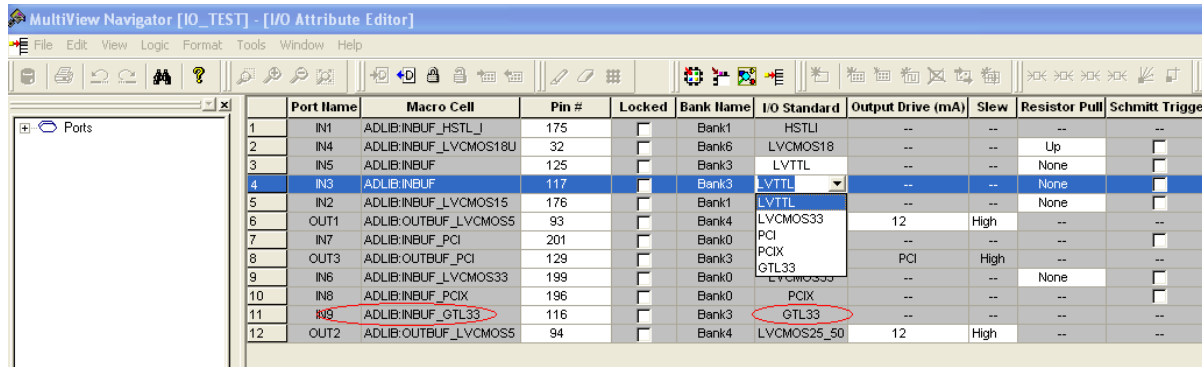 MultiView Navigator [IO_TEST] - [I/O Attribute Editor]
File Edit View Logic Format Tools Window Help
Port Name Macro Cell Pin # Locked Bank Name I/O Standard Output Drive (mA) Slew Resistor Pull Schmitt Trigge
Ports
1 IN1 ADLIB:INBUF_HSTL_I 175 Bank1 HSTLI -- -- -- --
2 IN4 ADLIB:INBUF_LVCMOS18U 32 Bank6 LVCMOS18 -- -- Up
3 IN5 ADLIB:INBUF 125 Bank3 LVTTL -- -- None
4 IN3 ADLIB:INBUF 117 Bank3 LVTTL -- -- None
5 IN2 ADLIB:INBUF_LVCMOS15 176 Bank1 LVTTL -- -- None
6 OUT1 ADLIB:OUTBUF_LVCMOS5 93 Bank4 LVCMOS33 12 High -- --
7 IN7 ADLIB:INBUF_PCI 201 Bank0 PCI -- -- --
8 OUT3 ADLIB:OUTBUF_PCI 129 Bank3 PCIX PCI High -- --
GTL33
9 IN6 ADLIB:INBUF_LVCMOS33 199 Bank0 LVCMOS33 -- -- None
10 IN8 ADLIB:INBUF_PCIX 196 Bank0 PCIX -- -- --
11 IN9 ADLIB:INBUF_GTL33 116 Bank3 GTL33 -- -- -- --
12 OUT2 ADLIB:OUTBUF_LVCMOS5 94 Bank4 LVCMOS25_50 12 High -- --